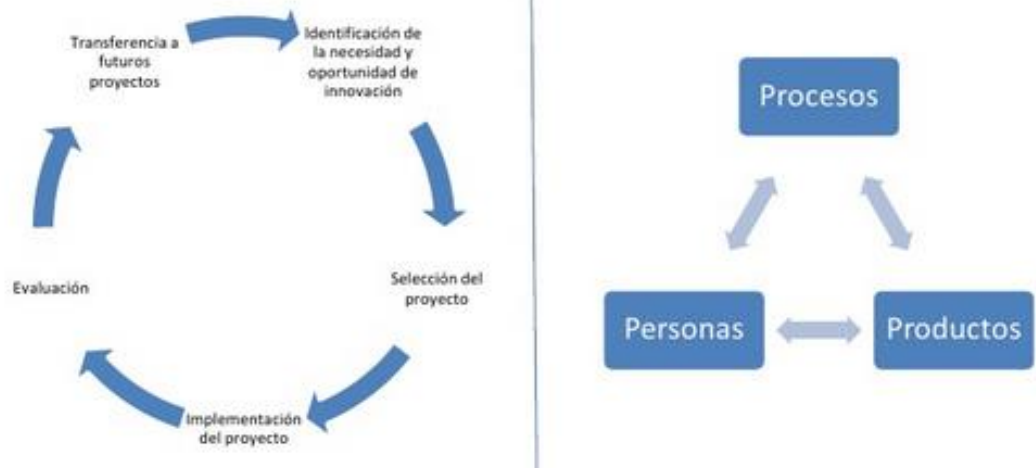 Transferencia a
futuros
proyectos
Identificación de
la necesidad y
oportunidad de
innovación
Selección del
proyecto
Implementación
del proyecto
Evaluación
Procesos
Personas
Productos